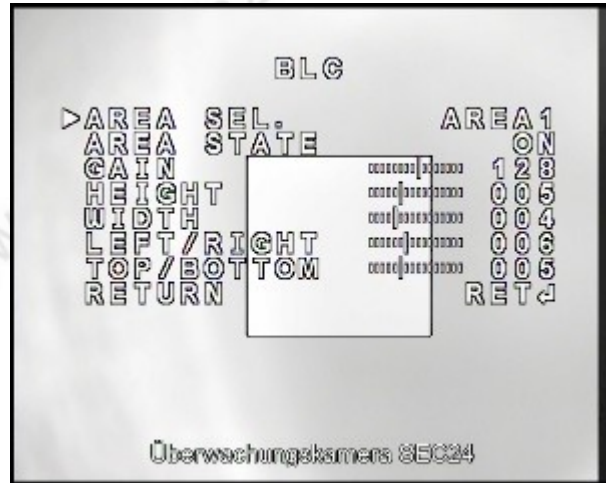 BLC
▷AREA SEL. AREA1
AREA STATE ON
GAIN 128
HEIGHT 005
WIDTH 004
LEFT/RIGHT 006
TOP/BOTTOM 005
RETURN RET↲
Überwachungskamera SEC24